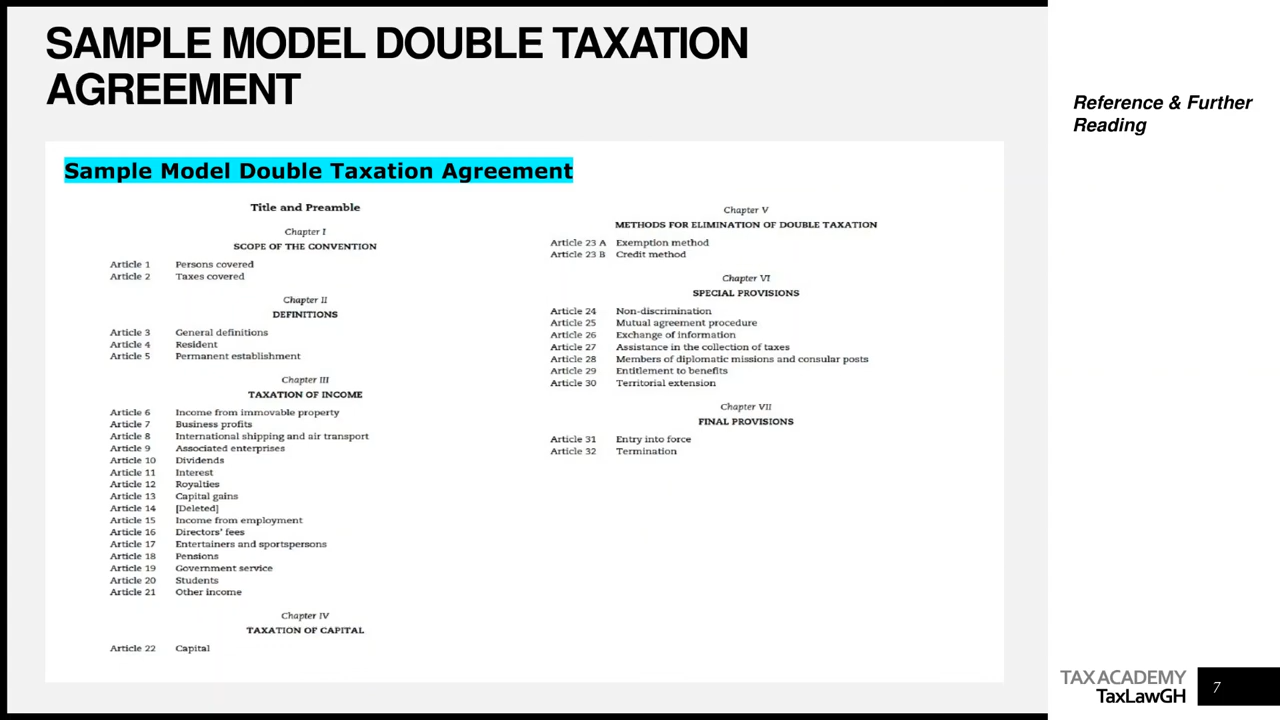 SAMPLE MODEL DOUBLE TAXATION
AGREEMENT
Sample Model Double Taxation Agreement
Title and Preamble
Chapter I
SCOPE OF THE CONVENTION
Article 1 Persons covered
Article 2 Taxes covered
Chapter II
DEFINITIONS
Article 3 General definitions
Article 4 Resident
Article 5 Permanent establishment
Chapter III
TAXATION OF INCOME
Article 6 Income from immovable property
Article 7 Business profits
Article 8 International shipping and air transport
Article 9 Associated enterprises
Article 10 Dividends
Article 11 Interest
Article 12 Royalties
Article 13 Capital gains
Article 14 [Deleted]
Article 15 Income from employment
Article 16 Directors' fees
Article 17 Entertainers and sportspersons
Article 18 Pensions
Article 19 Government service
Article 20 Students
Article 21 Other income
Chapter IV
TAXATION OF CAPITAL
Article 22 Capital
Chapter V
METHODS FOR ELIMINATION OF DOUBLE TAXATION
Article 23 A Exemption method
Article 23 B Credit method
Chapter VI
SPECIAL PROVISIONS
Article 24 Non-discrimination
Article 25 Mutual agreement procedure
Article 26 Exchange of information
Article 27 Assistance in the collection of taxes
Article 28 Members of diplomatic missions and consular posts
Article 29 Entitlement to benefits
Article 30 Territorial extension
Chapter VII
FINAL PROVISIONS
Article 31 Entry into force
Article 32 Termination
Reference & Further
Reading
TAX ACADEMY
TaxLawGH
7